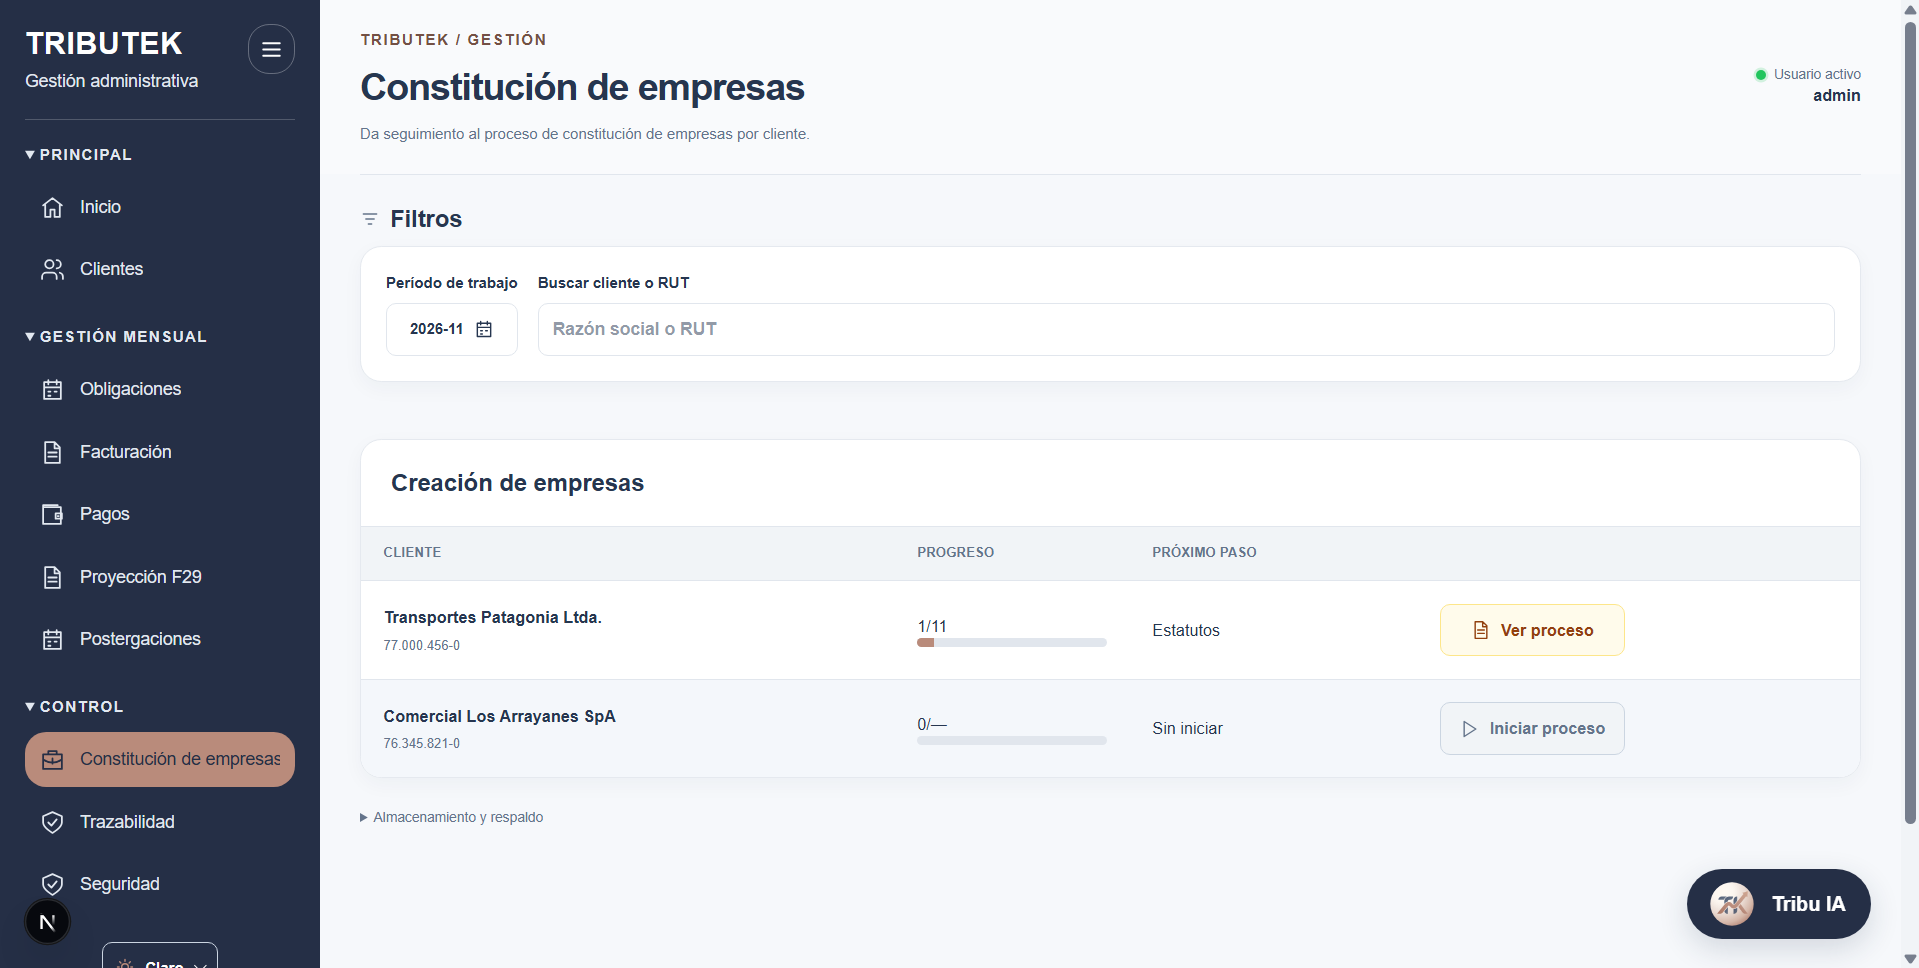 TRIBUTEK
Gestión administrativa
▼ PRINCIPAL
Inicio
Clientes
▼ GESTIÓN MENSUAL
Obligaciones
Facturación
Pagos
Proyección F29
Postergaciones
▼ CONTROL
Constitución de empresas
Trazabilidad
Seguridad
N
Claro
TRIBUTEK / GESTIÓN
Constitución de empresas
Da seguimiento al proceso de constitución de empresas por cliente.
Usuario activo
admin
Filtros
Período de trabajo Buscar cliente o RUT
2026-11 Razón social o RUT
Creación de empresas
CLIENTE PROGRESO PRÓXIMO PASO
Transportes Patagonia Ltda.
77.000.456-0
1/11
Estatutos
Ver proceso
Comercial Los Arrayanes SpA
76.345.821-0
0/—
Sin iniciar
Iniciar proceso
▶ Almacenamiento y respaldo
Tribu IA